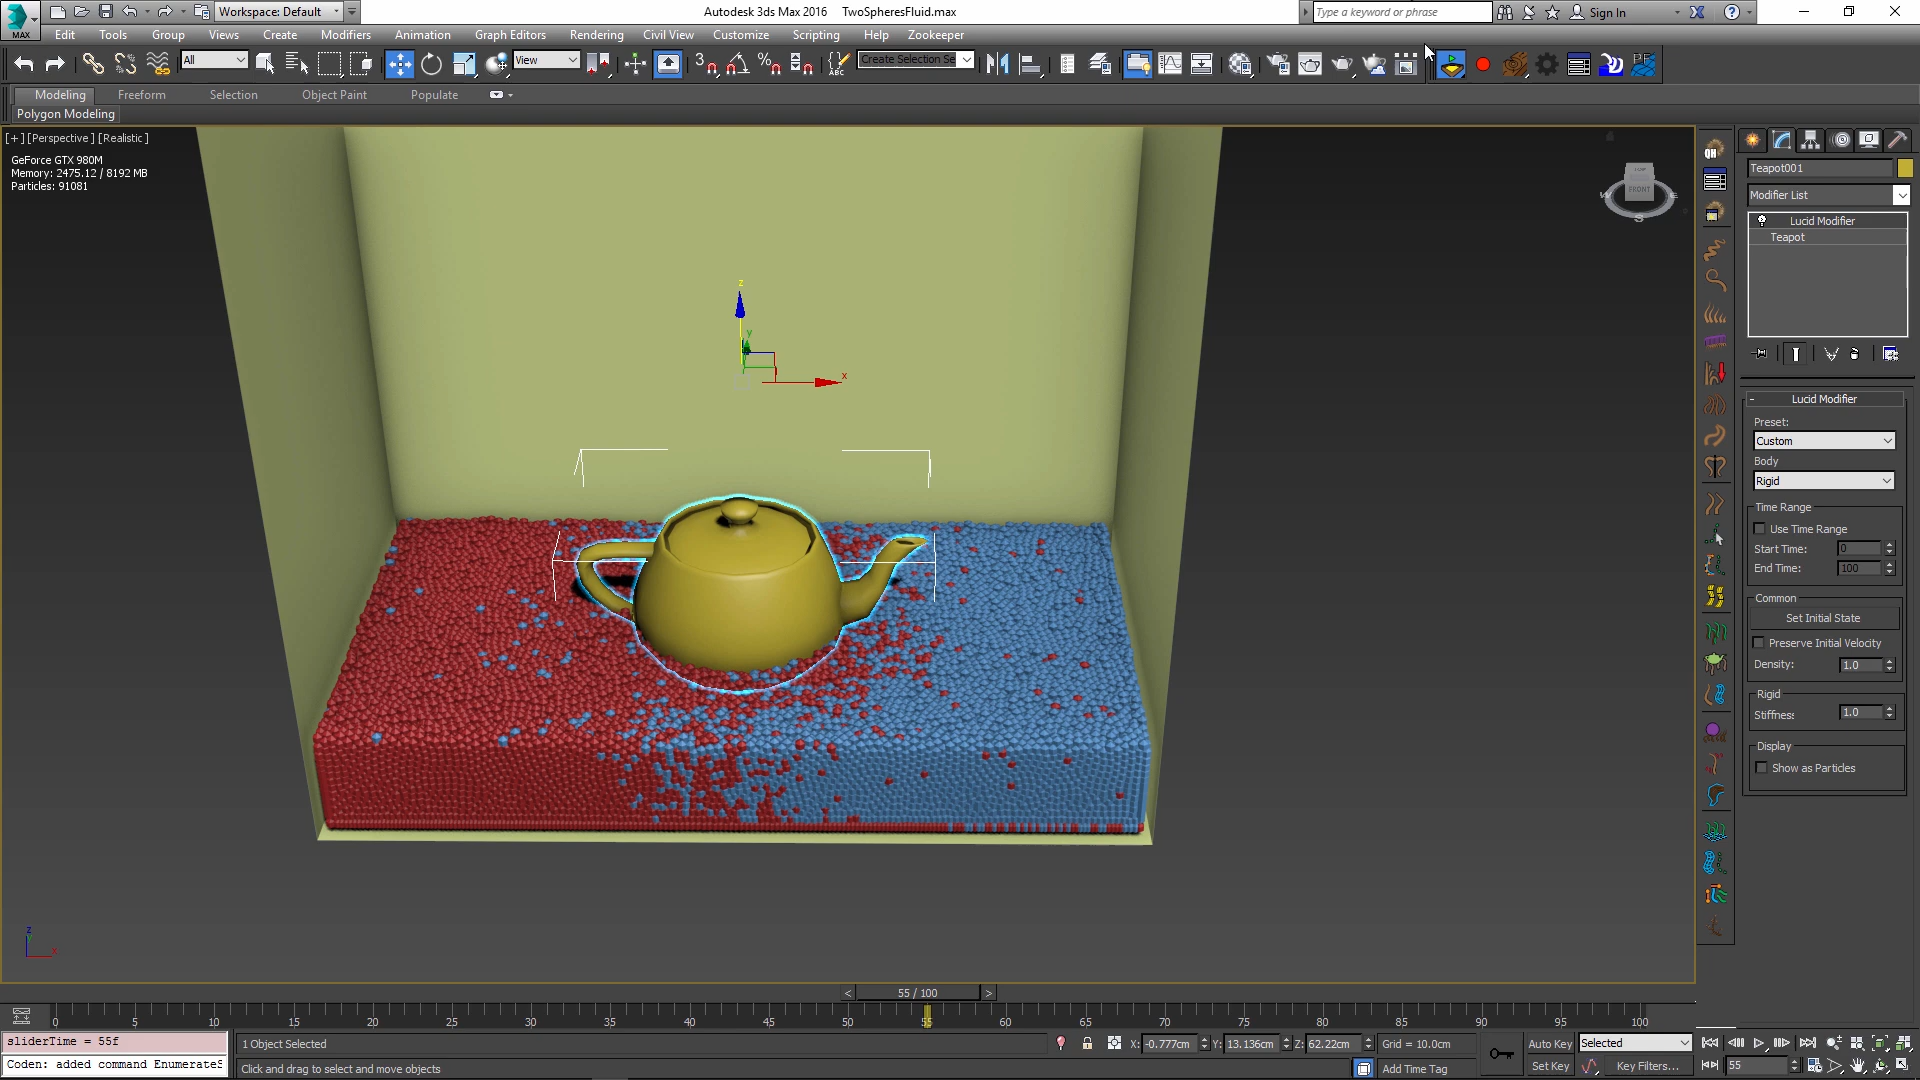 MAX
Workspace: Default
Autodesk 3ds Max 2016 TwoSpheresFluid.max
Type a keyword or phrase
Sign In
Edit Tools Group Views Create Modifiers Animation Graph Editors Rendering Civil View Customize Scripting Help Zookeeper
All
View
3
%
ABC
Create Selection Se
PF
Modeling Freeform Selection Object Paint Populate
Polygon Modeling
[+] [Perspective] [Realistic]
GeForce GTX 980M
Memory: 2475.12 / 8192 MB
Particles: 91081
FRONT
W
E
S
z
y
x
QH
Teapot001
Modifier List
Lucid Modifier
Teapot
- Lucid Modifier
Preset:
Custom
Body
Rigid
Time Range
Use Time Range
Start Time: 0
End Time: 100
Common
Set Initial State
Preserve Initial Velocity
Density: 1.0
Rigid
Stiffness: 1.0
Display
Show as Particles
z
x
< 55 / 100 >
0 5 10 15 20 25 30 35 40 45 50 55 60 65 70 75 80 85 90 95 100
sliderTime = 55f
Coden: added command EnumerateS
1 Object Selected
Click and drag to select and move objects
X: -0.777cm Y: 13.136cm Z: 62.22cm Grid = 10.0cm
Add Time Tag
Auto Key Selected
Set Key Key Filters...
55